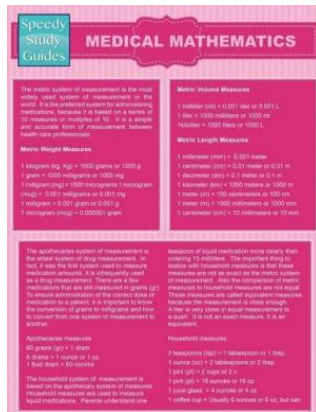 Speedy
Study
Guides
MEDICAL MATHEMATICS
The metric system of measurement is the most
widely used system of measurement in the
world. It is the preferred system for administering
medications, because it is based on a series of
10 measures or multiples of 10. It is a simple
and accurate form of measurement between
health care professionals.
Metric Weight Measures
1 kilogram (kg, Kg) = 1000 grams or 1000 g
1 gram = 1000 milligrams or 1000 mg
1 milligram (mg) = 1000 micrograms 1 microgram
(mcg) = 0.001 milligrams or 0.001 mg
1 milligram = 0.001 gram or 0.001 g
1 microgram (mcg) = 0.000001 gram
Metric Volume Measures
1 milliliter (ml) = 0.001 liter or 0.001 L
1 liter = 1000 milliliters or 1000 ml
1kiloliter = 1000 liters or 1000 L
Metric Length Measures
1 millimeter (mm) = 0.001 meter
1 centimeter (cm) = 0.01 meter or 0.01 m
1 decimeter (dm) = 0.1 meter or 0.1 m
1 kilometer (km) = 1000 meters or 1000 m
1 meter (m) = 100 centimeters or 100 cm
1 meter (m) = 1000 millimeters or 1000 mm
1 centimeter (cm) = 10 millimeters or 10 mm
The apothecaries system of measurement is
the oldest system of drug measurement. In
fact, it was the first system used to measure
medication amounts. It is infrequently used
as a drug measurement. There are a few
medications that are still measured in grains (gr).
To ensure administration of the correct dose of
medication to a patient, it is important to know
the conversion of grains to milligrams and how
to convert from one system of measurement to
another.
Apothecaries measures
60 grains (gr) = 1 dram
8 drams = 1 ounce or 1 oz.
1 fluid dram = 60 minims
The household system of measurement is
based on the apothecary system of measures.
Household measures are used to measure
liquid medications. Parents understand one
teaspoon of liquid medication more clearly than
ordering 15 milliliters. The important thing to
realize with household measures is that these
measures are not as exact as the metric system
of measurement. Also the comparison of metric
measures to household measures are not equal.
These measures are called equivalent measures
because the measurement is close enough.
A liter is very close in equal measurement to
a quart. It is not an exact measure. It is an
equivalent.
Household measures
3 teaspoons (tsp) = 1 tablespoon or 1 tbsp
1 ounce (oz) = 2 tablespoons or 2 tbsp
1 pint (pt) = 2 cups or 2 c
1 pint (pt) = 16 ounces or 16 oz
1 juice glass = 4 ounces or 4 oz
1 coffee cup = Usually 6 ounces or 6 oz, but can